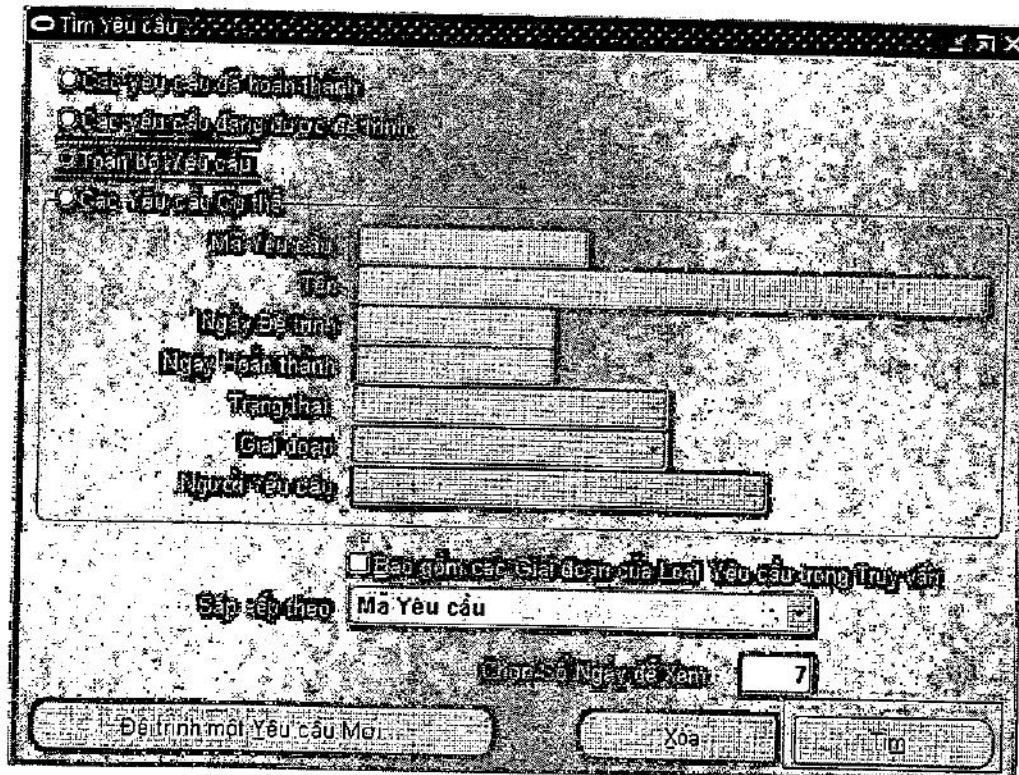 Tìm Yêu cầu
Các yêu cầu đã hoàn thành
Các yêu cầu đang được đệ trình
Toàn bộ Yêu cầu
Các Yêu cầu Cụ thể
Mã Yêu cầu
Tên
Ngày Đệ trình
Ngày Hoàn thành
Trạng thái
Giai đoạn
Người Yêu cầu
Bao gồm các Giai đoạn của Loại Yêu cầu trong Truy vấn
Sắp xếp theo Mã Yêu cầu
Chọn Số Ngày để Xem 7
Đệ trình một Yêu cầu Mới... Xóa